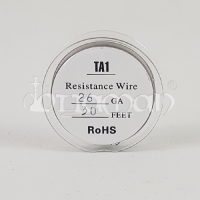 TA1
Resistance Wire
26 GA
30 FEET
RoHS